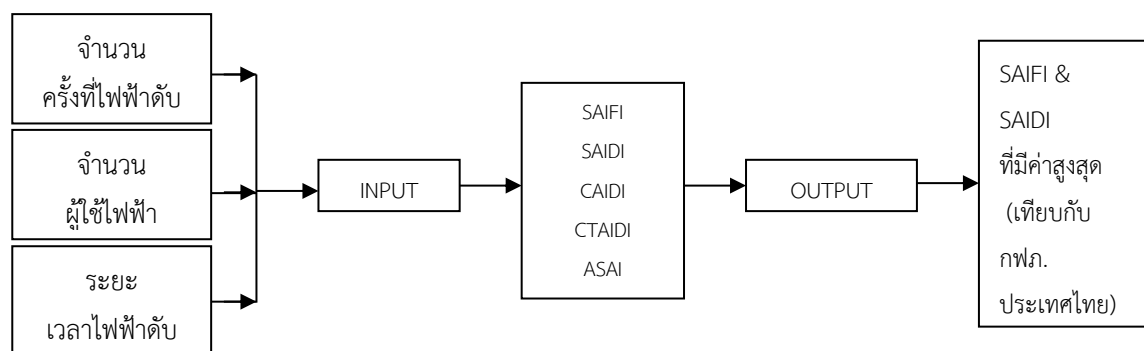 จำนวน
ครั้งที่ไฟฟ้าดับ
จำนวน
ผู้ใช้ไฟฟ้า
ระยะ
เวลาไฟฟ้าดับ
INPUT
SAIFI
SAIDI
CAIDI
CTAIDI
ASAI
OUTPUT
SAIFI &
SAIDI
ที่มีค่าสูงสุด
(เทียบกับ
กฟภ.
ประเทศไทย)